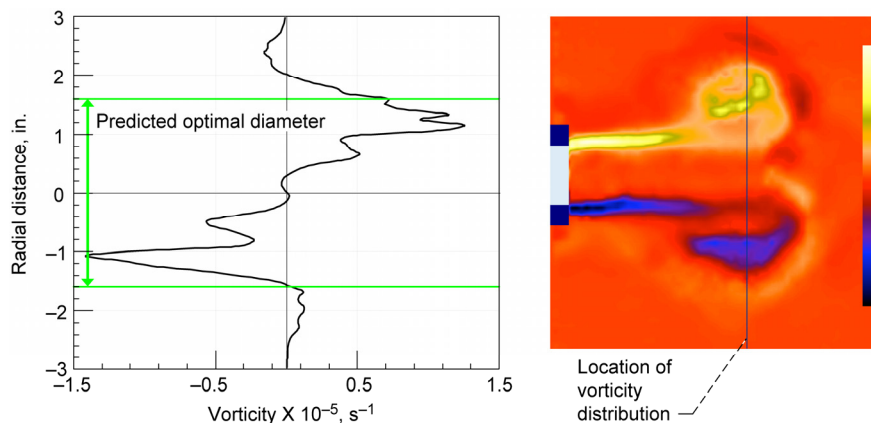 3
2
1
0
–1
–2
–3
Radial distance, in.
Predicted optimal diameter
–1.5
–0.5
0.5
1.5
Vorticity X 10⁻⁵, s⁻¹
Location of
vorticity
distribution